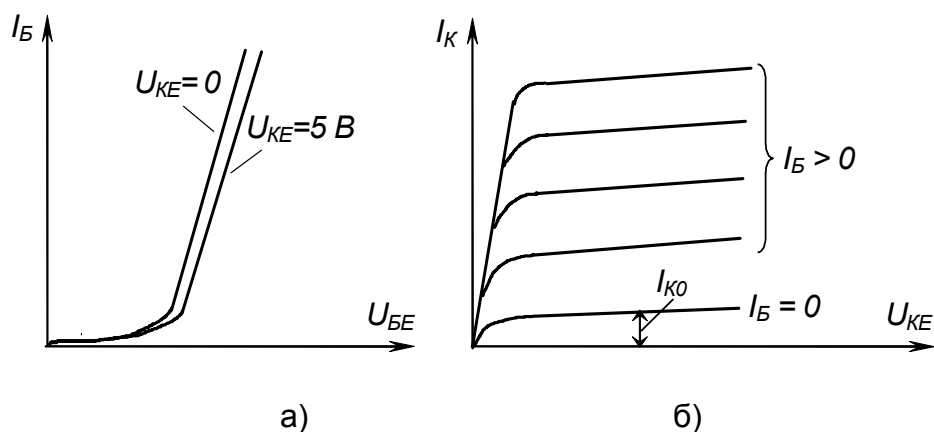 I_Б
U_КЕ = 0
U_КЕ=5 В
U_БЕ
а)
I_К
I_Б > 0
I_К0
I_Б = 0
U_КЕ
б)